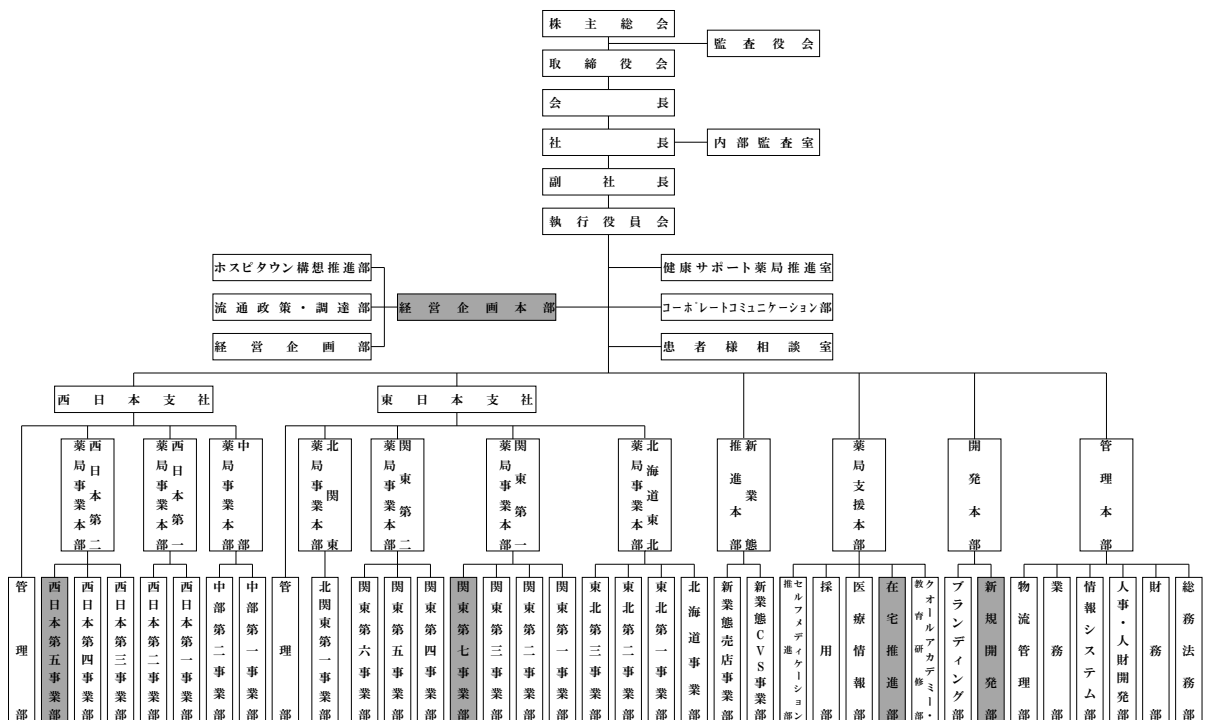 株主総会
監査役会
取締役会
会長
社長
内部監査室
副社長
執行役員会
ホスピタウン構想推進部
健康サポート薬局推進室
流通政策・調達部
経営企画本部
コーポレートコミュニケーション部
経営企画部
患者様相談室
西日本支社
東日本支社
西日本第二
薬局事業本部
西日本第一
薬局事業本部
中部
薬局事業本部
北関東
薬局事業本部
関東第二
薬局事業本部
関東第一
薬局事業本部
北海道東北
薬局事業本部
新業態
推進本部
薬局支援本部
開発本部
管理本部
管理部
西日本第五事業部
西日本第四事業部
西日本第三事業部
西日本第二事業部
西日本第一事業部
中部第二事業部
中部第一事業部
管理部
北関東第一事業部
関東第六事業部
関東第五事業部
関東第四事業部
関東第七事業部
関東第三事業部
関東第二事業部
関東第一事業部
東北第三事業部
東北第二事業部
東北第一事業部
北海道事業部
新業態売店事業部
新業態CVS事業部
セルフメディケーション
推進部
採用部
医療情報部
在宅推進部
クオールアカデミー・
教育研修部
ブランディング部
新規開発部
物流管理部
業務部
情報システム部
人事・人財開発部
財務部
総務法務部